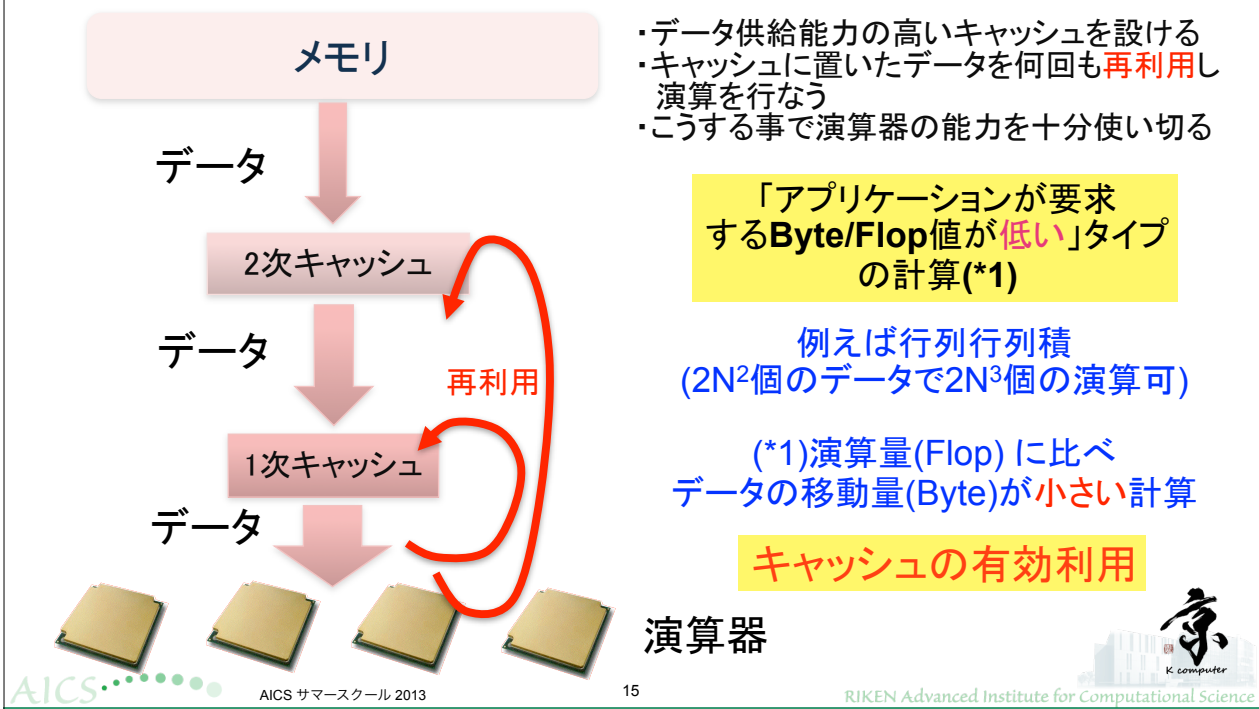 メモリ
データ
2次キャッシュ
データ
再利用
1次キャッシュ
データ
演算器
・データ供給能力の高いキャッシュを設ける
・キャッシュに置いたデータを何回も再利用し
演算を行なう
・こうする事で演算器の能力を十分使い切る
「アプリケーションが要求
するByte/Flop値が低い」タイプ
の計算(*1)
例えば行列行列積
(2N²個のデータで2N³個の演算可)
(*1)演算量(Flop) に比べ
データの移動量(Byte)が小さい計算
キャッシュの有効利用
京
K computer
AICS
AICS サマースクール 2013
15
RIKEN Advanced Institute for Computational Science